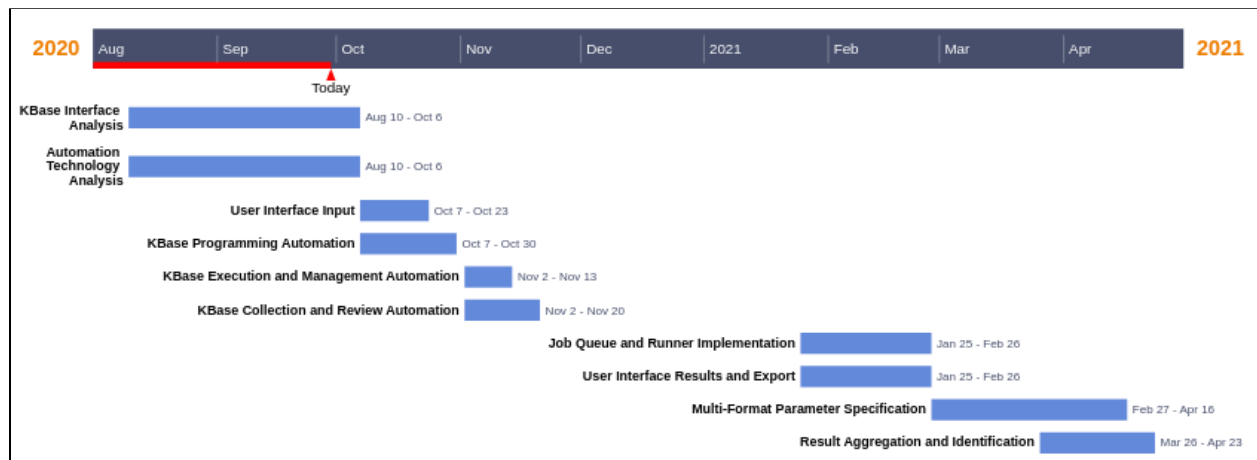 2020 Aug Sep Oct Nov Dec 2021 Feb Mar Apr 2021
Today
KBase Interface
Analysis
Aug 10 - Oct 6
Automation
Technology
Analysis
Aug 10 - Oct 6
User Interface Input Oct 7 - Oct 23
KBase Programming Automation Oct 7 - Oct 30
KBase Execution and Management Automation Nov 2 - Nov 13
KBase Collection and Review Automation Nov 2 - Nov 20
Job Queue and Runner Implementation Jan 25 - Feb 26
User Interface Results and Export Jan 25 - Feb 26
Multi-Format Parameter Specification Feb 27 - Apr 16
Result Aggregation and Identification Mar 26 - Apr 23